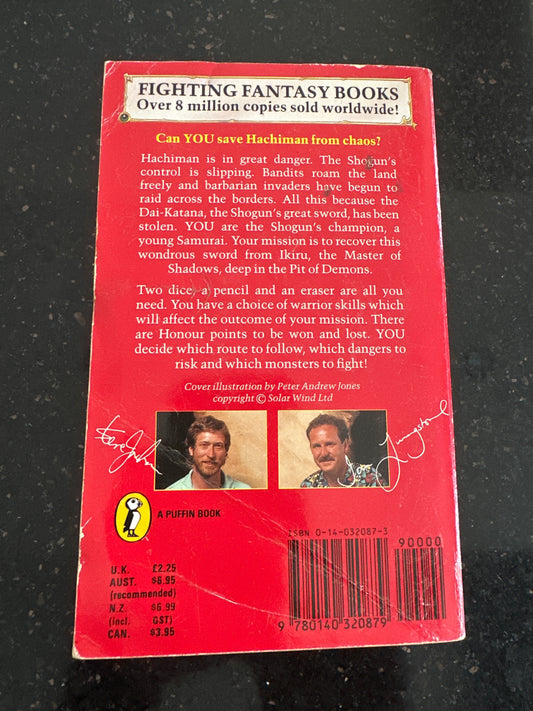 FIGHTING FANTASY BOOKS
Over 8 million copies sold worldwide!
Can YOU save Hachiman from chaos?
Hachiman is in great danger. The Shogun's
control is slipping. Bandits roam the land
freely and barbarian invaders have begun to
raid across the borders. All this because the
Dai-Katana, the Shogun's great sword, has been
stolen. YOU are the Shogun's champion, a
young Samurai. Your mission is to recover this
wondrous sword from Ikiru, the Master of
Shadows, deep in the Pit of Demons.
Two dice, a pencil and an eraser are all you
need. You have a choice of warrior skills which
will affect the outcome of your mission. There
are Honour points to be won and lost. YOU
decide which route to follow, which dangers to
risk and which monsters to fight!
Cover illustration by Peter Andrew Jones
copyright © Solar Wind Ltd
Steve Jackson
Ian Livingstone
A PUFFIN BOOK
U.K. £2.25
AUST. $6.95
(recommended)
N.Z. $6.99
(incl. GST)
CAN. $3.95
ISBN 0-14-032087-3
90000
9 780140 320879